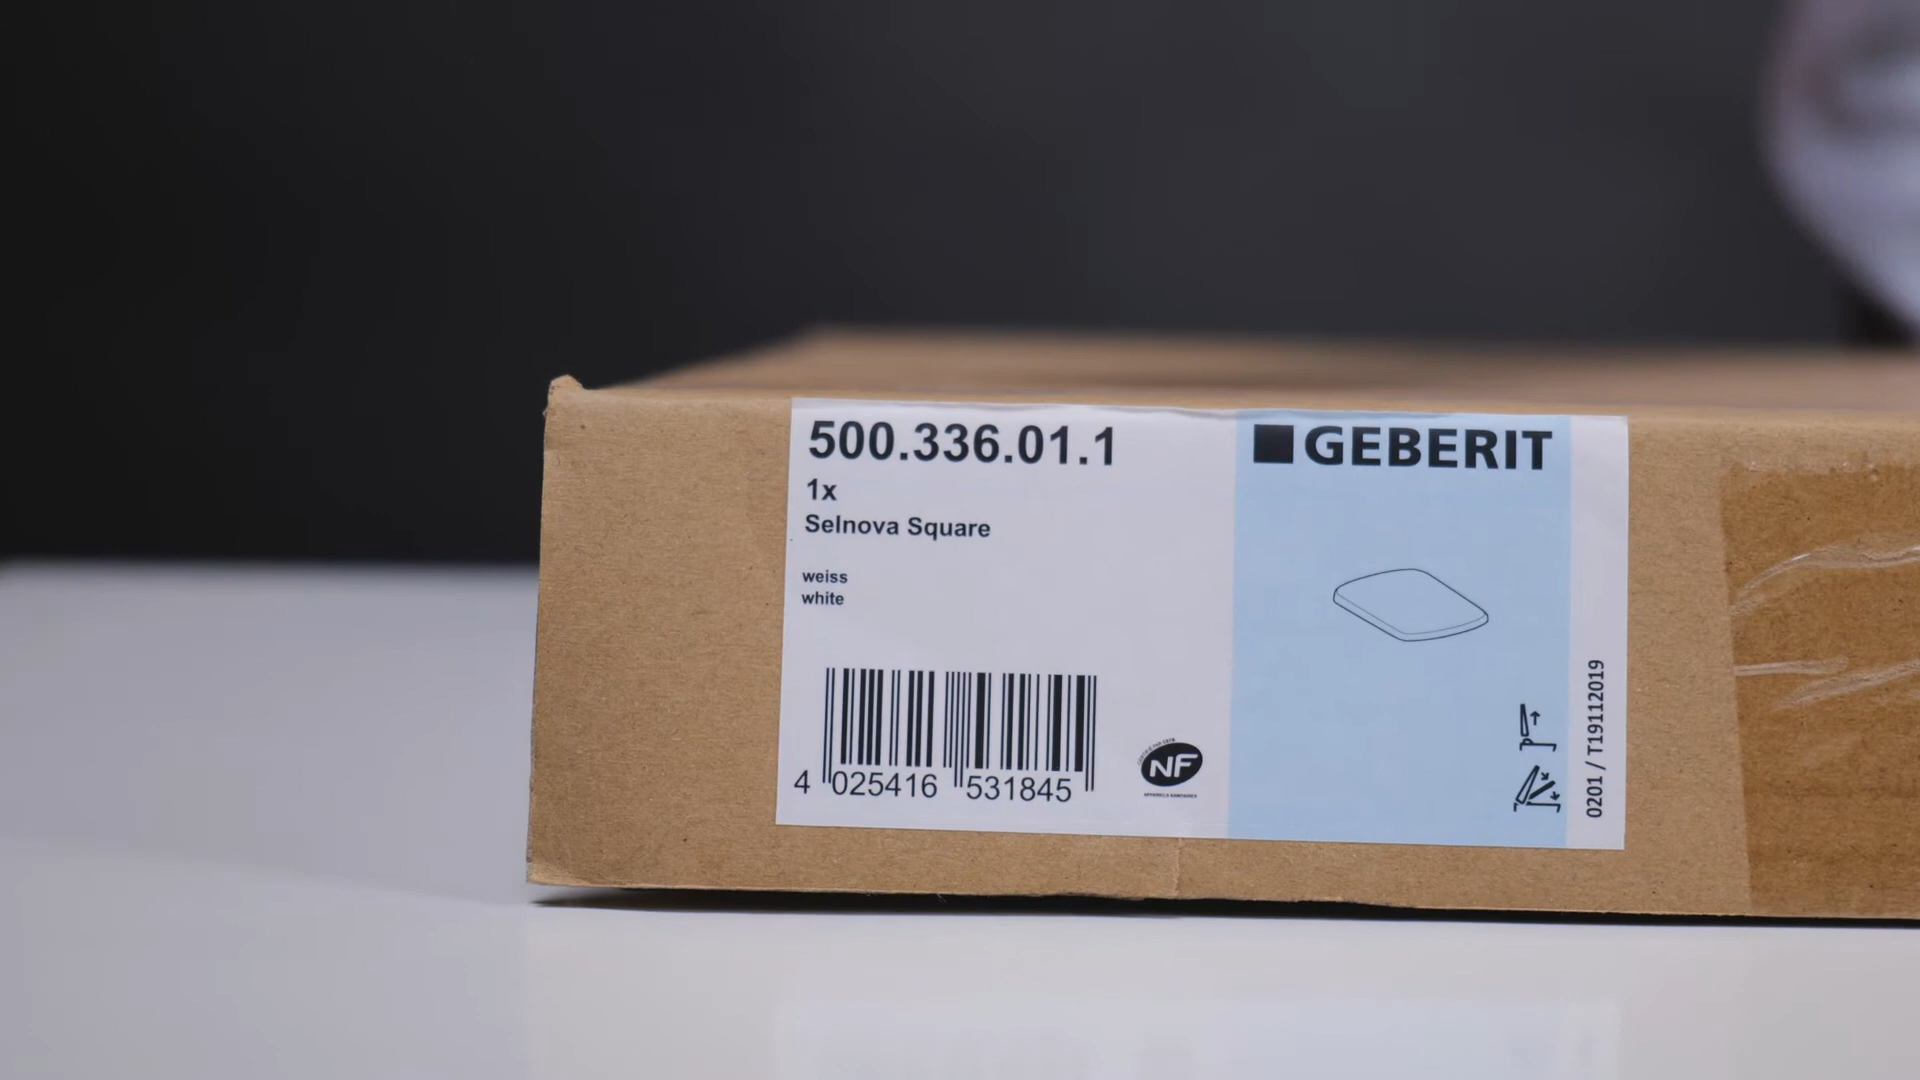 500.336.01.1
1x
Selnova Square
weiss
white
4 025416 531845
NF
GEBERIT
0201 / T19112019